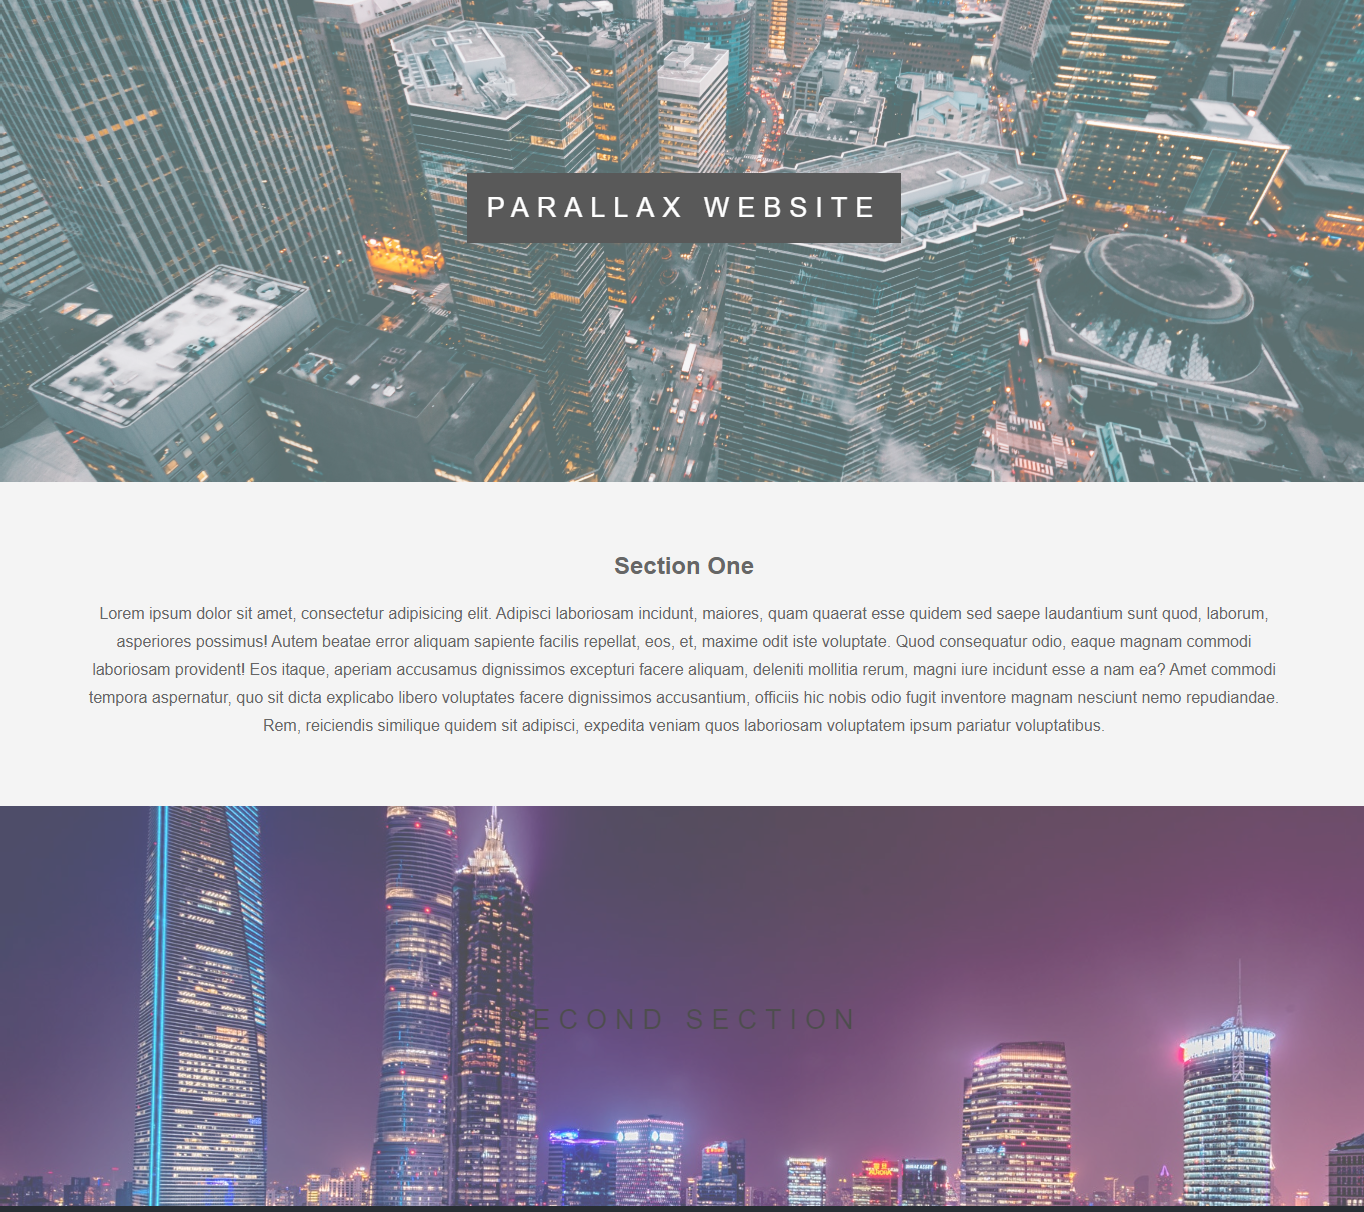 PARALLAX WEBSITE
Section One
Lorem ipsum dolor sit amet, consectetur adipisicing elit. Adipisci laboriosam incidunt, maiores, quam quaerat esse quidem sed saepe laudantium sunt quod, laborum,
asperiores possimus! Autem beatae error aliquam sapiente facilis repellat, eos, et, maxime odit iste voluptate. Quod consequatur odio, eaque magnam commodi
laboriosam provident! Eos itaque, aperiam accusamus dignissimos excepturi facere aliquam, deleniti mollitia rerum, magni iure incidunt esse a nam ea? Amet commodi
tempora aspernatur, quo sit dicta explicabo libero voluptates facere dignissimos accusantium, officiis hic nobis odio fugit inventore magnam nesciunt nemo repudiandae.
Rem, reiciendis similique quidem sit adipisci, expedita veniam quos laboriosam voluptatem ipsum pariatur voluptatibus.
SECOND SECTION